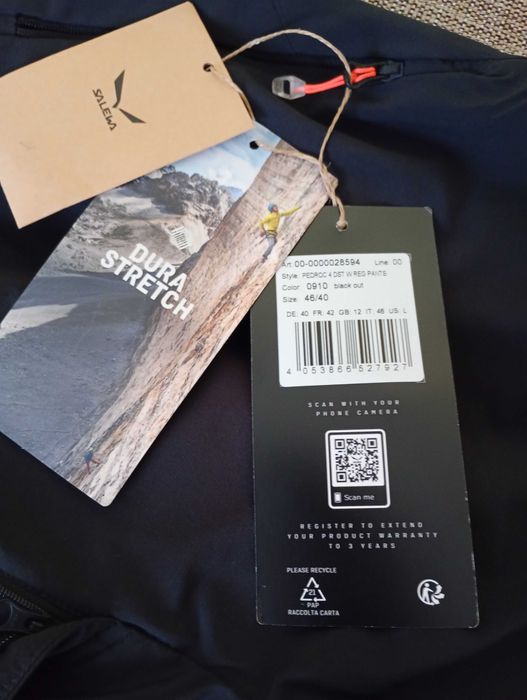 SALEWA
DURA
STRETCH
Art: 00-0000028594 Line: 00
Style: PEDROC 4 DST W REG PANTS
Color: 0910 black out
Size: 46/40
DE: 40 FR: 42 GB: 12 IT: 46 US: L
4 053866 527927
SCAN WITH YOUR
PHONE CAMERA
Scan me
REGISTER TO EXTEND
YOUR PRODUCT WARRANTY
TO 3 YEARS
PLEASE RECYCLE
21
PAP
RACCOLTA CARTA